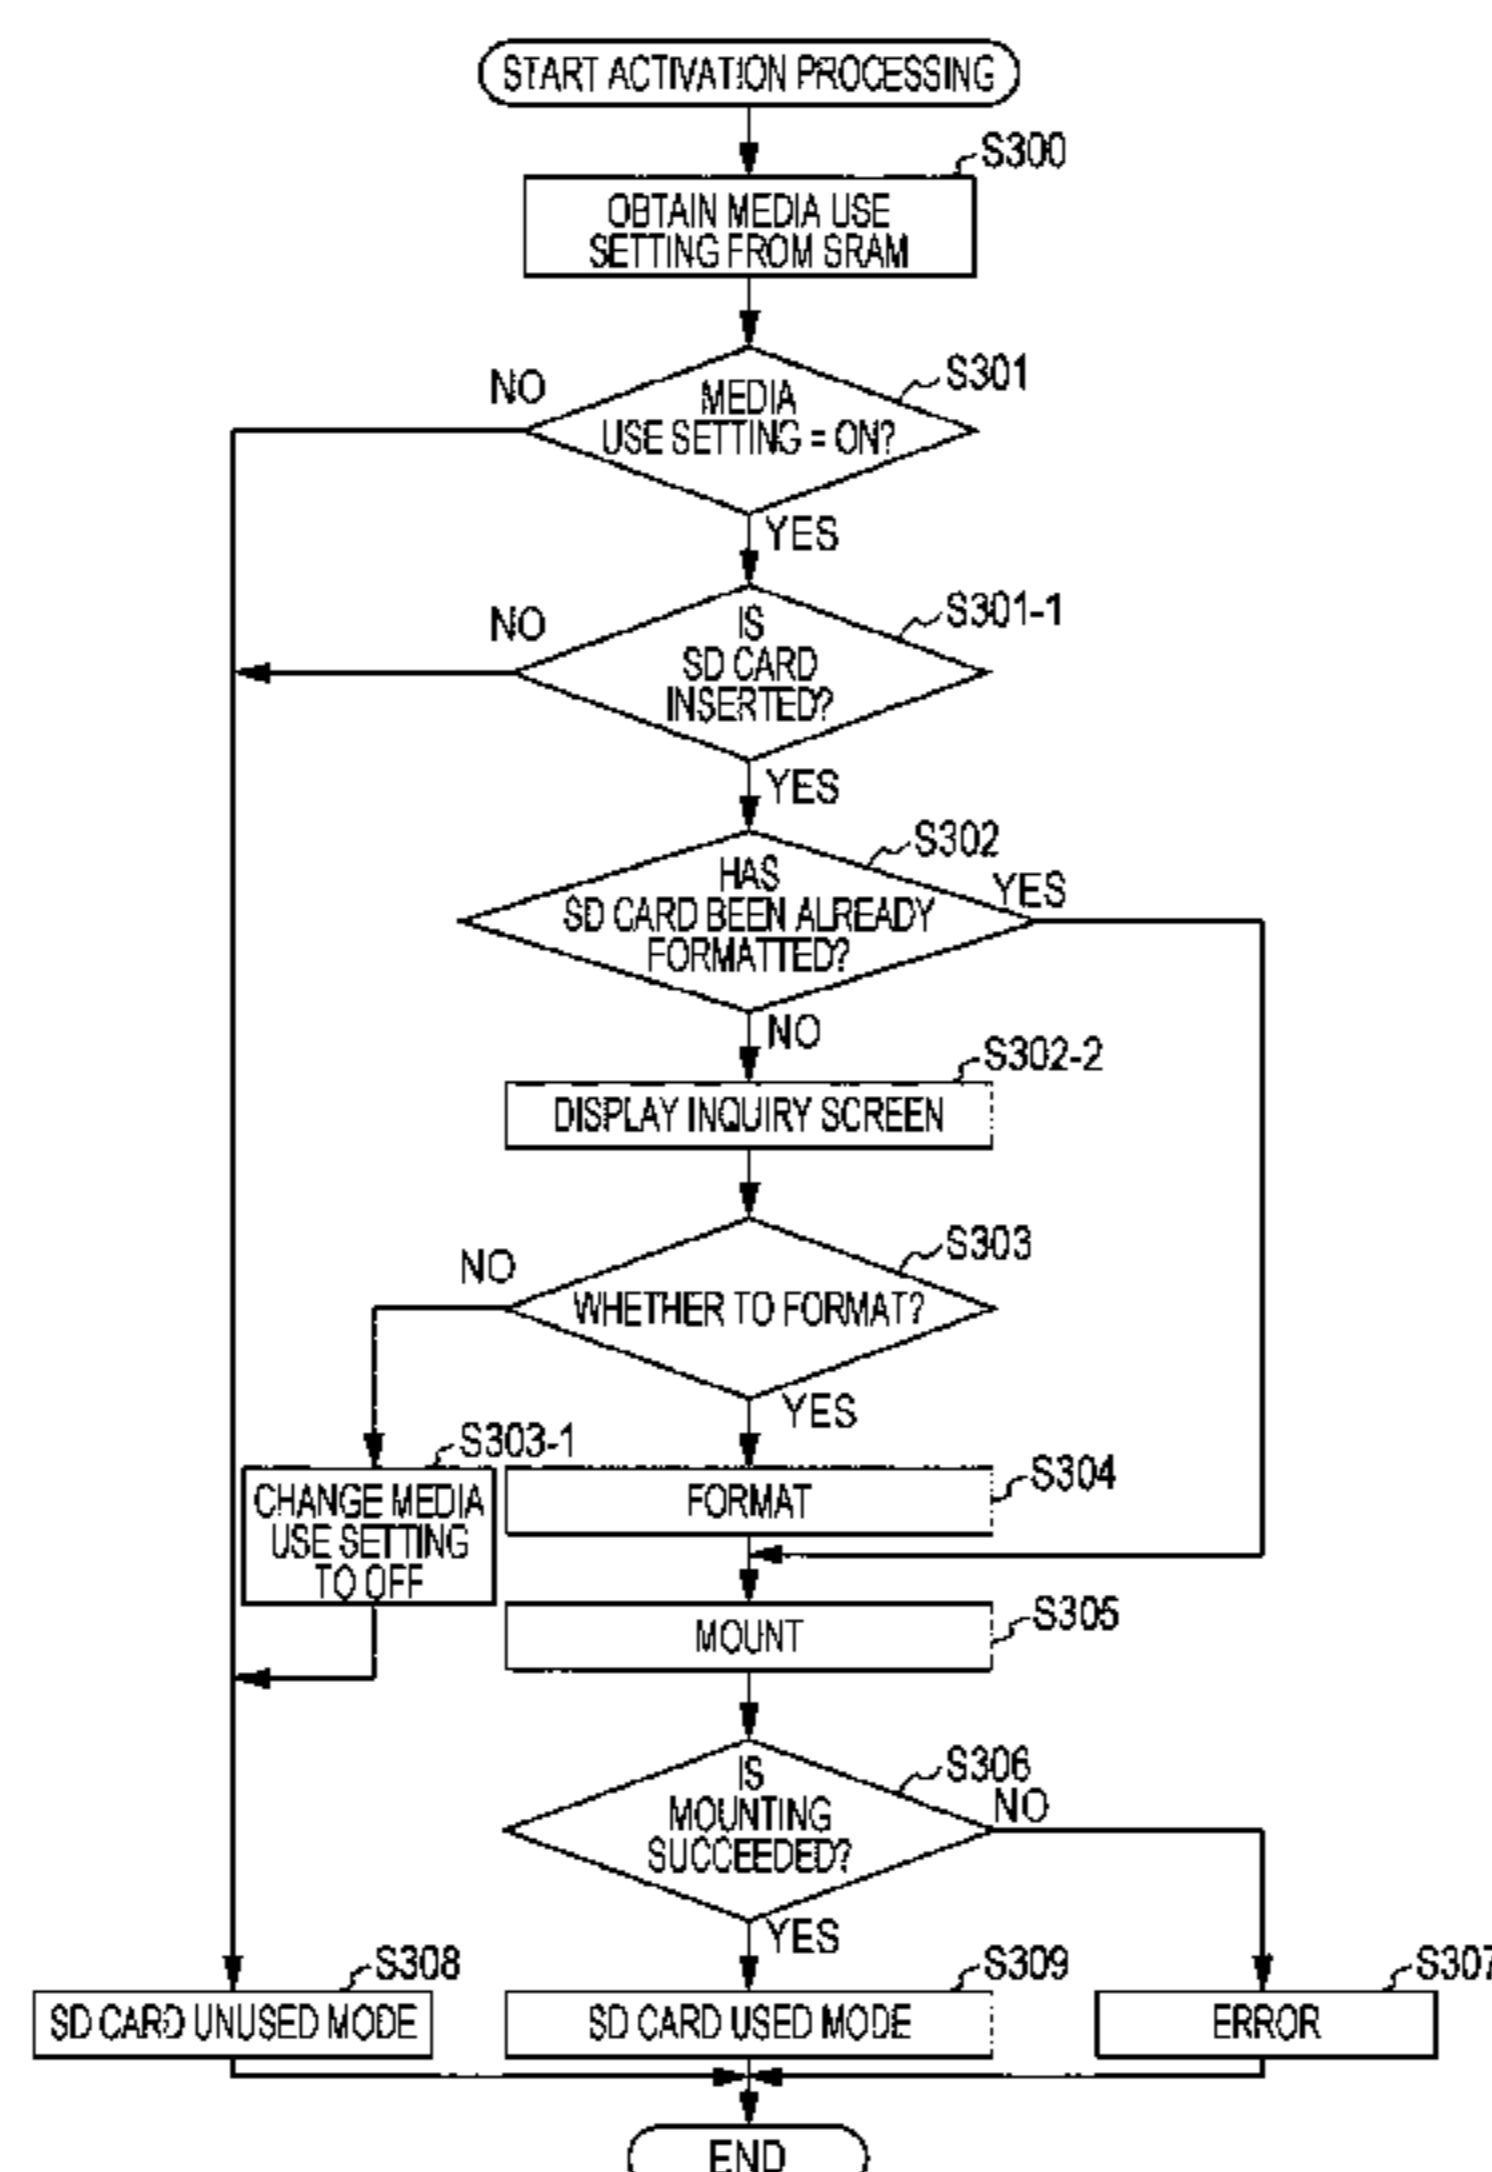 START ACTIVATION PROCESSING
S300
OBTAIN MEDIA USE
SETTING FROM SRAM
S301
NO
MEDIA
USE SETTING = ON?
YES
S301-1
NO
IS
SD CARD
INSERTED?
YES
S302
HAS
YES
SD CARD BEEN ALREADY
FORMATTED?
NO
S302-2
DISPLAY INQUIRY SCREEN
S303
NO
WHETHER TO FORMAT?
YES
S303-1
S304
CHANGE MEDIA
USE SETTING
TO OFF
FORMAT
S305
MOUNT
S306
IS
MOUNTING
SUCCEEDED?
NO
YES
S308
S309
S307
SD CARD UNUSED MODE
SD CARD USED MODE
ERROR
END